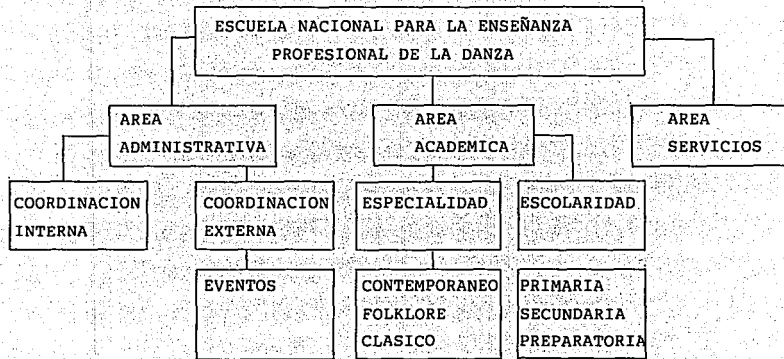 ESCUELA NACIONAL PARA LA ENSEÑANZA
PROFESIONAL DE LA DANZA
AREA
ADMINISTRATIVA
AREA
ACADEMICA
AREA
SERVICIOS
COORDINACION
INTERNA
COORDINACION
EXTERNA
ESPECIALIDAD
ESCOLARIDAD
EVENTOS
CONTEMPORANEO
FOLKLORE
CLASICO
PRIMARIA
SECUNDARIA
PREPARATORIA